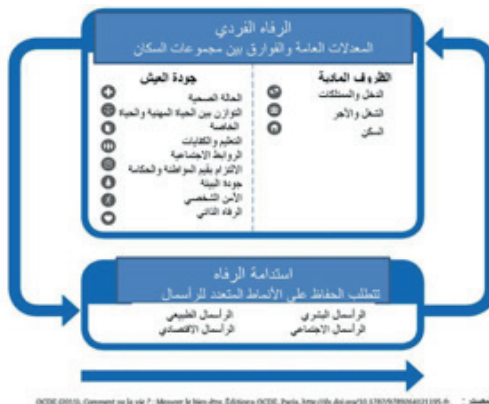 الرفاه الفردي
المعدلات العامة والفوارق بين مجموعات السكان
الظروف المادية
الدخل والممتلكات
الشغل والأجر
السكن
جودة العيش
الحالة الصحية
التوازن بين الحياة المهنية والحياة
الخاصة
التعليم والكفايات
الروابط الاجتماعية
الالتزام بقيم المواطنة والحكامة
جودة البيئة
الأمن الشخصي
الرفاه الذاتي
استدامة الرفاه
تتطلب الحفاظ على الأنماط المتعدد للرأسمال
الرأسمال البشري
الرأسمال الاجتماعي
الرأسمال الطبيعي
الرأسمال الاقتصادي
OCDE (2011), Comment va la vie ? : Mesurer le bien-être, Éditions OCDE, Paris,